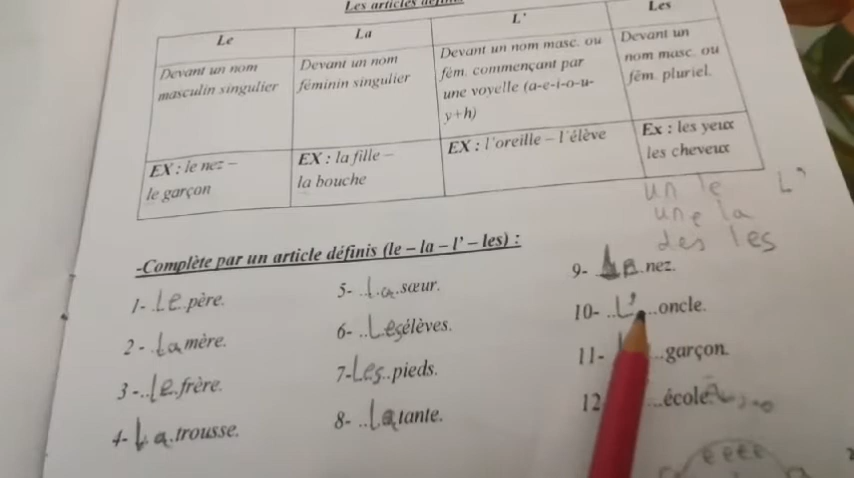 Les articles définis
Le
La
L'
Les
Devant un nom
masculin singulier
Devant un nom
féminin singulier
Devant un nom masc. ou
fém. commençant par
une voyelle (a-e-i-o-u-
y+h)
Devant un
nom masc. ou
fém. pluriel.
EX : le nez –
le garçon
EX : la fille –
la bouche
EX : l'oreille – l'élève
Ex : les yeux
les cheveux
un le L'
une la
des les
-Complète par un article définis (le – la – l' – les) :
1- .Le.père.
2 - .La mère.
3 -..le.frère.
4- La.trousse.
5- .La.sœur.
6- ..Les élèves.
7-Les..pieds.
8- ..La tante.
9- nez.
10- ..L'...oncle.
11- ..garçon.
12 ..école.
eeee